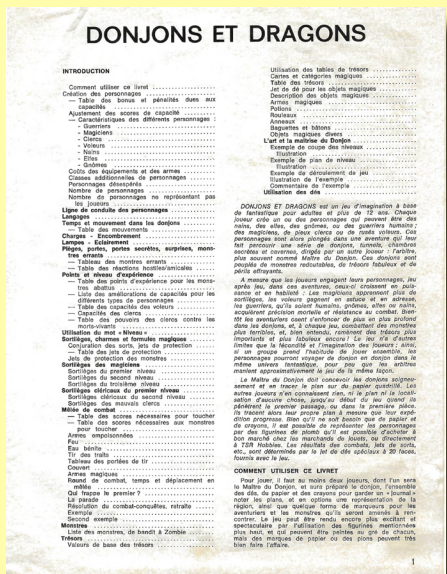 DONJONS ET DRAGONS
INTRODUCTION
Comment utiliser ce livret
Création des personnages
— Table des bonus et pénalités dues aux
capacités
Ajustement des scores de capacité
— Caractéristiques des différents personnages :
- Guerriers
- Magiciens
- Clercs
- Voleurs
- Nains
- Elfes
- Gnômes
Coûts des équipements et des armes
Classes additionelles de personnages
Personnages désespérés
Nombre de personnages
Nombre de personnages ne représentant pas
les joueurs
Ligne de conduite des personnages
Langages
Temps et mouvement dans les donjons
— Table des mouvements
Charges - Encombrement
Lampes - Eclairement
Pièges, portes, portes secrètes, surprises, mons-
tres errants
— Tableau des montres errants
— Table des réactions hostiles/amicales
Points et niveau d'expérience
— Table des points d'expérience pour les mons-
tres abattus
— Liste des améliorations de capacités pour les
différents types de personnages
— Table des capacités des voleurs
— Capacités des clercs
— Table des pouvoirs des clercs contre les
morts-vivants
Utilisation du mot « Niveau »
Sortilèges, charmes et formules magiques
Conjuration des sorts, jets de protection
— Table des jets de protection
Jets de protection des monstres
Sortilèges des magiciens
Sortilèges du premier niveau
Sortilèges du second niveau
Sortilèges du troisième niveau
Sortilèges cléricaux du premier niveau
Sortilèges cléricaux du second niveau
Sortilèges des mauvais clercs
Mêlée de combat
— Table des scores nécessaires pour toucher
— Table des scores nécessaires aux monstres
pour toucher
Armes empoisonnées
Feu
Eau bénite
Tir des traits
Tableau des portées de tir
Couvert
Armes magiques
Round de combat, temps et déplacement en
mêlée
Qui frappe le premier ?
La parade
Résolution du combat-conquêtes, retraite
Exemple
Second exemple
Monstres
Liste des monstres, de bandit à Zombie
Trésors
Valeurs de base des trésors
Utilisation des tables de trésors
Cartes et catégories magiques
Table des trésors
Jet de dé pour les objets magiques
Description des objets magiques
Armes magiques
Potions
Rouleaux
Anneaux
Baguettes et bâtons
Objets magiques divers
L'art et la maîtrise du Donjon
Exemple de coupe des niveaux
Illustration
Exemple de plan de niveau
Illustration
Exemple de déroulement de jeu
Illustration de l'exemple
Commentaire de l'exemple
Utilisation des dés
DONJONS ET DRAGONS est un jeu d'imagination à base
de fantastique pour adultes et plus de 12 ans. Chaque
joueur crée un ou des personnages qui peuvent être des
nains, des elfes, des gnômes, ou des guerriers humains ;
des magiciens, de pieux clercs ou de rusés voleurs. Ces
personnages sont alors plongés dans une aventure qui leur
fait parcourir une série de donjons, tunnels, chambres
secrètes et cavernes, dirigés par un autre joueur : l'arbitre,
plus souvent nommé Maître du Donjon. Ces donjons sont
peuplés de monstres redoutables, de trésors fabuleux et de
périls effrayants.
A mesure que les joueurs engagent leurs personnages, jeu
après jeu, dans ces aventures, ceux-ci croissent en puis-
sance et en habileté : Les magiciens apprennent plus de
sortilèges, les voleurs gagnent en astuce et en adresse,
les guerriers, qu'ils soient humains, gnômes, elfes ou nains,
acquièrent précision mortelle et résistance au combat. Bien-
tôt les aventuriers osent s'enfoncer de plus en plus profond
dans les donjons, et, à chaque jeu, combattent des monstres
plus terribles, et, bien entendu, ramènent des trésors plus
importants et plus fabuleux encore ! Le jeu n'a d'autres
limites que la fécondité et l'imagination des joueurs ; ainsi,
si un groupe prend l'habitude de jouer ensemble, les
personnages pourront voyager de donjon en donjon dans le
même univers fantastique, pour peu que les arbitres
manient approximativement le jeu de la même façon.
Le Maître du Donjon doit concevoir les donjons soigneu-
sement et en tracer le plan sur du papier quadrillé. Les
autres joueurs n'en connaissent rien, ni le plan ni la locali-
sation d'aucune chose, jusqu'au début du jeu quand ils
pénètrent le premier passage, ou dans la première pièce.
Ils tracent alors leur propre plan à mesure que leur expé-
dition progresse. Bien qu'il ne soit besoin que de papier et
de crayons, il est possible de représenter les personnages
par des figurines de plomb qu'il est possible d'acheter à
bon marché chez les marchands de jouets, ou directement
à TSR Hobbies. Les résultats des combats, jets de sorts,
etc., sont déterminés par le jet de dés spéciaux à 20 faces,
fournis avec le jeu.
COMMENT UTILISER CE LIVRET
Pour jouer, il faut au moins deux joueurs, dont l'un sera
le Maître du Donjon, et aura préparé le donjon, l'ensemble
des dés, du papier et des crayons pour garder un « journal »
noter les plans, et en options une représentation de la
région, ainsi que quelque forme de marqueurs pour les
aventuriers et les monstres qu'ils seront amenés à ren-
contrer. Le jeu peut être rendu encore plus excitant et
spectaculaire par l'utilisation des figurines mentionnées
plus haut, et qui peuvent être peintes au gré de chacun,
mais des marques de papier ou des pions peuvent très
bien faire l'affaire.
1